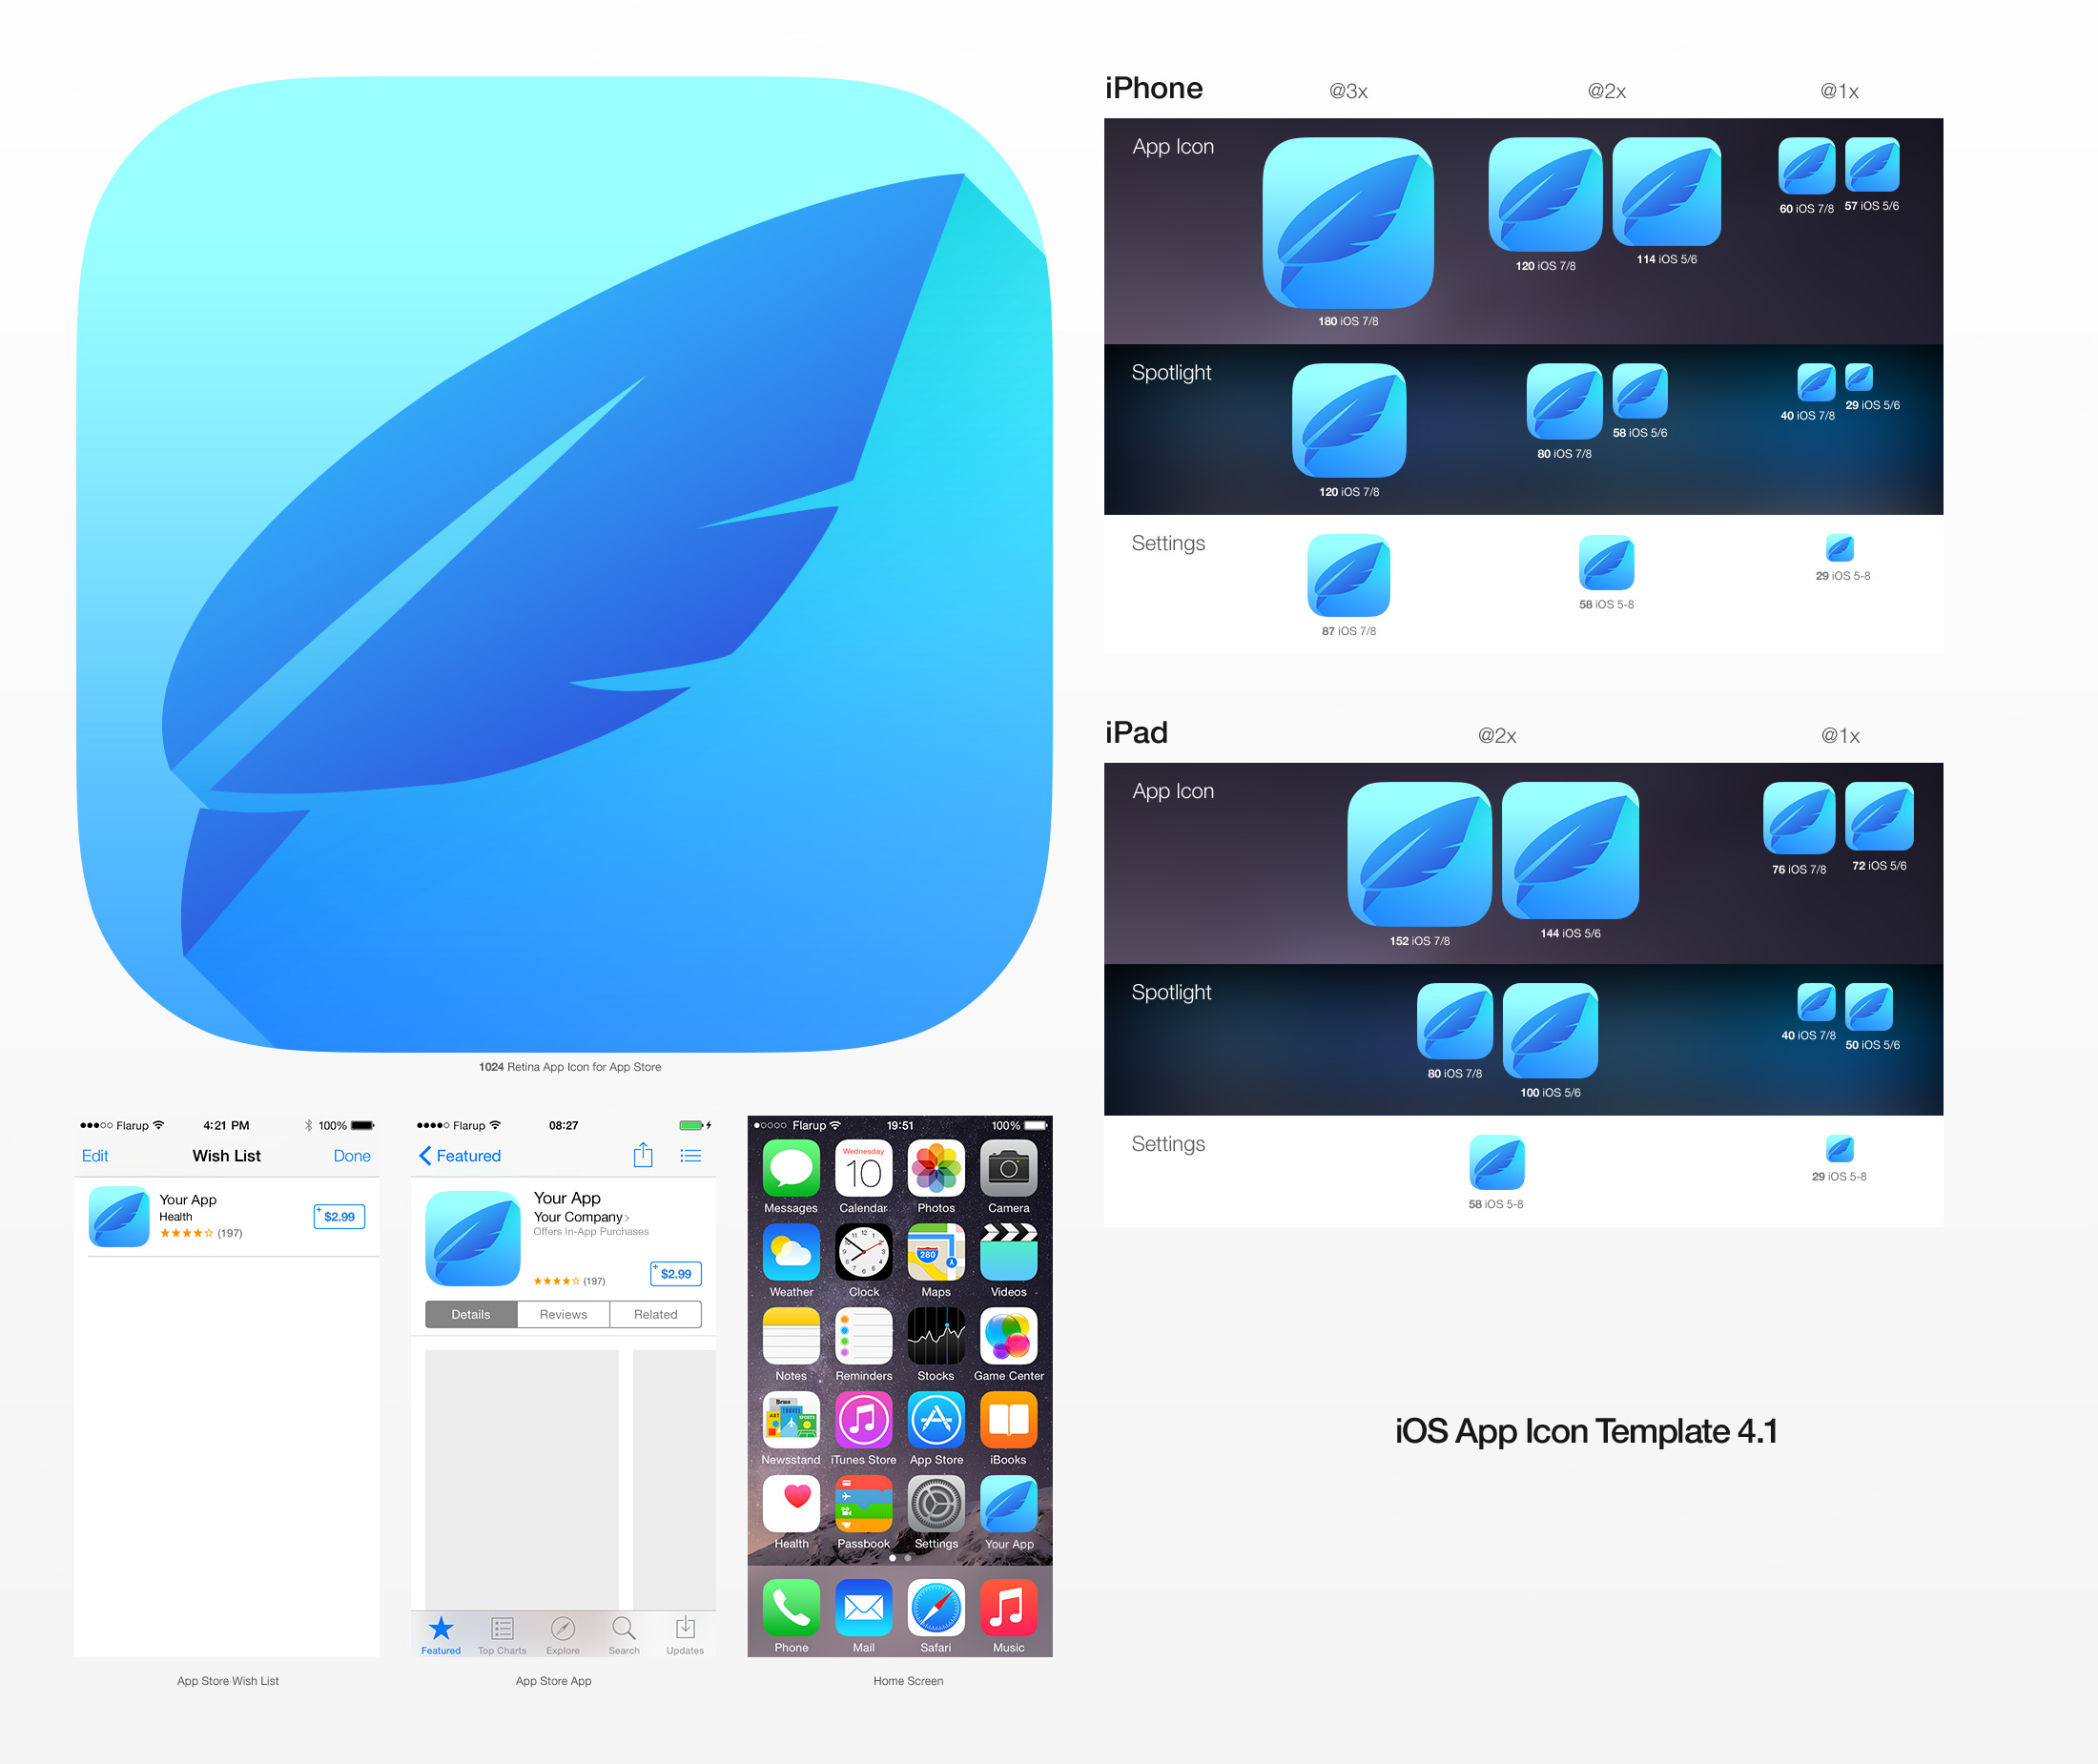 iPhone @3x @2x @1x
App Icon
180 iOS 7/8
120 iOS 7/8
114 iOS 5/6
60 iOS 7/8
57 iOS 5/6
Spotlight
120 iOS 7/8
80 iOS 7/8
58 iOS 5/6
40 iOS 7/8
29 iOS 5/6
Settings
87 iOS 7/8
58 iOS 5-8
29 iOS 5-8
iPad @2x @1x
App Icon
152 iOS 7/8
144 iOS 5/6
76 iOS 7/8
72 iOS 5/6
Spotlight
80 iOS 7/8
100 iOS 5/6
40 iOS 7/8
50 iOS 5/6
Settings
58 iOS 5-8
29 iOS 5-8
iOS App Icon Template 4.1
1024 Retina App Icon for App Store
Flarup 4:21 PM 100%
Edit Wish List Done
Your App
Health
(197)
+ $2.99
App Store Wish List
Flarup 08:27
Featured
Your App
Your Company
Offers In-App Purchases
(197)
+ $2.99
Details Reviews Related
Featured Top Charts Explore Search Updates
App Store App
Flarup 19:51 100%
Wednesday
10
Messages Calendar Photos Camera
280
Weather Clock Maps Videos
Notes Reminders Stocks Game Center
ART TRAVEL SPORTS
Newsstand iTunes Store App Store iBooks
Health Passbook Settings Your App
Phone Mail Safari Music
Home Screen